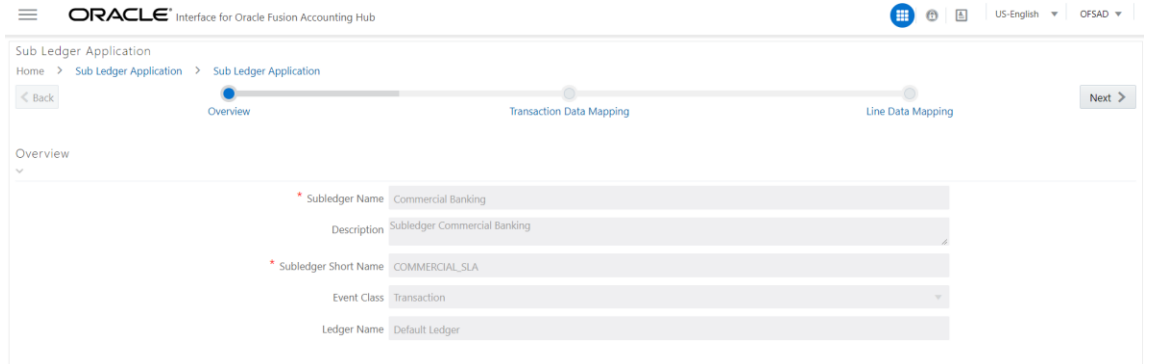 ORACLE® Interface for Oracle Fusion Accounting Hub US-English OFSAD
Sub Ledger Application
Home > Sub Ledger Application > Sub Ledger Application
< Back Next >
Overview Transaction Data Mapping Line Data Mapping
Overview
* Subledger Name Commercial Banking
Description Subledger Commercial Banking
* Subledger Short Name COMMERCIAL_SLA
Event Class Transaction
Ledger Name Default Ledger